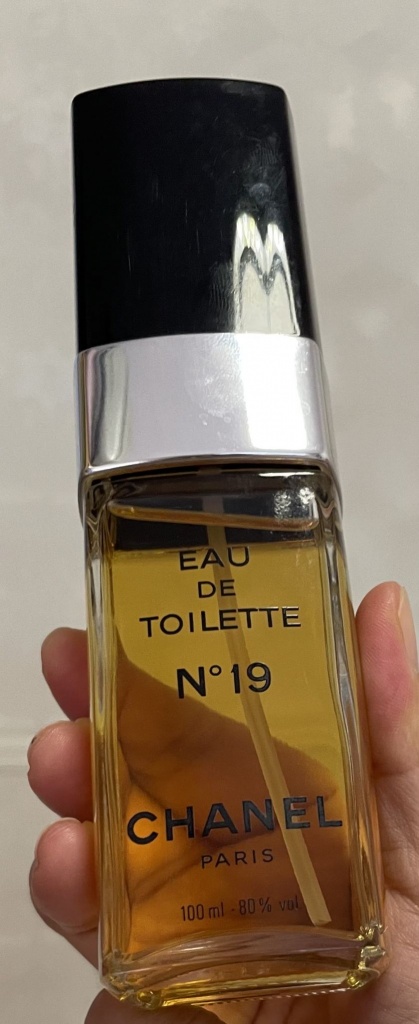 EAU
DE
TOILETTE
N° 19
CHANEL
PARIS
100 ml - 80 % vol